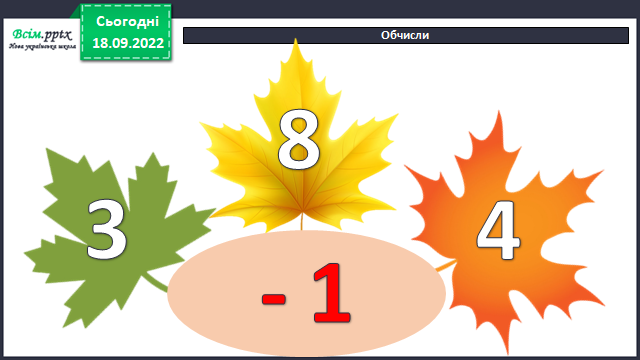 Всім.pptx
Нова українська школа
Сьогодні
18.09.2022
Обчисли
8
3
4
- 1